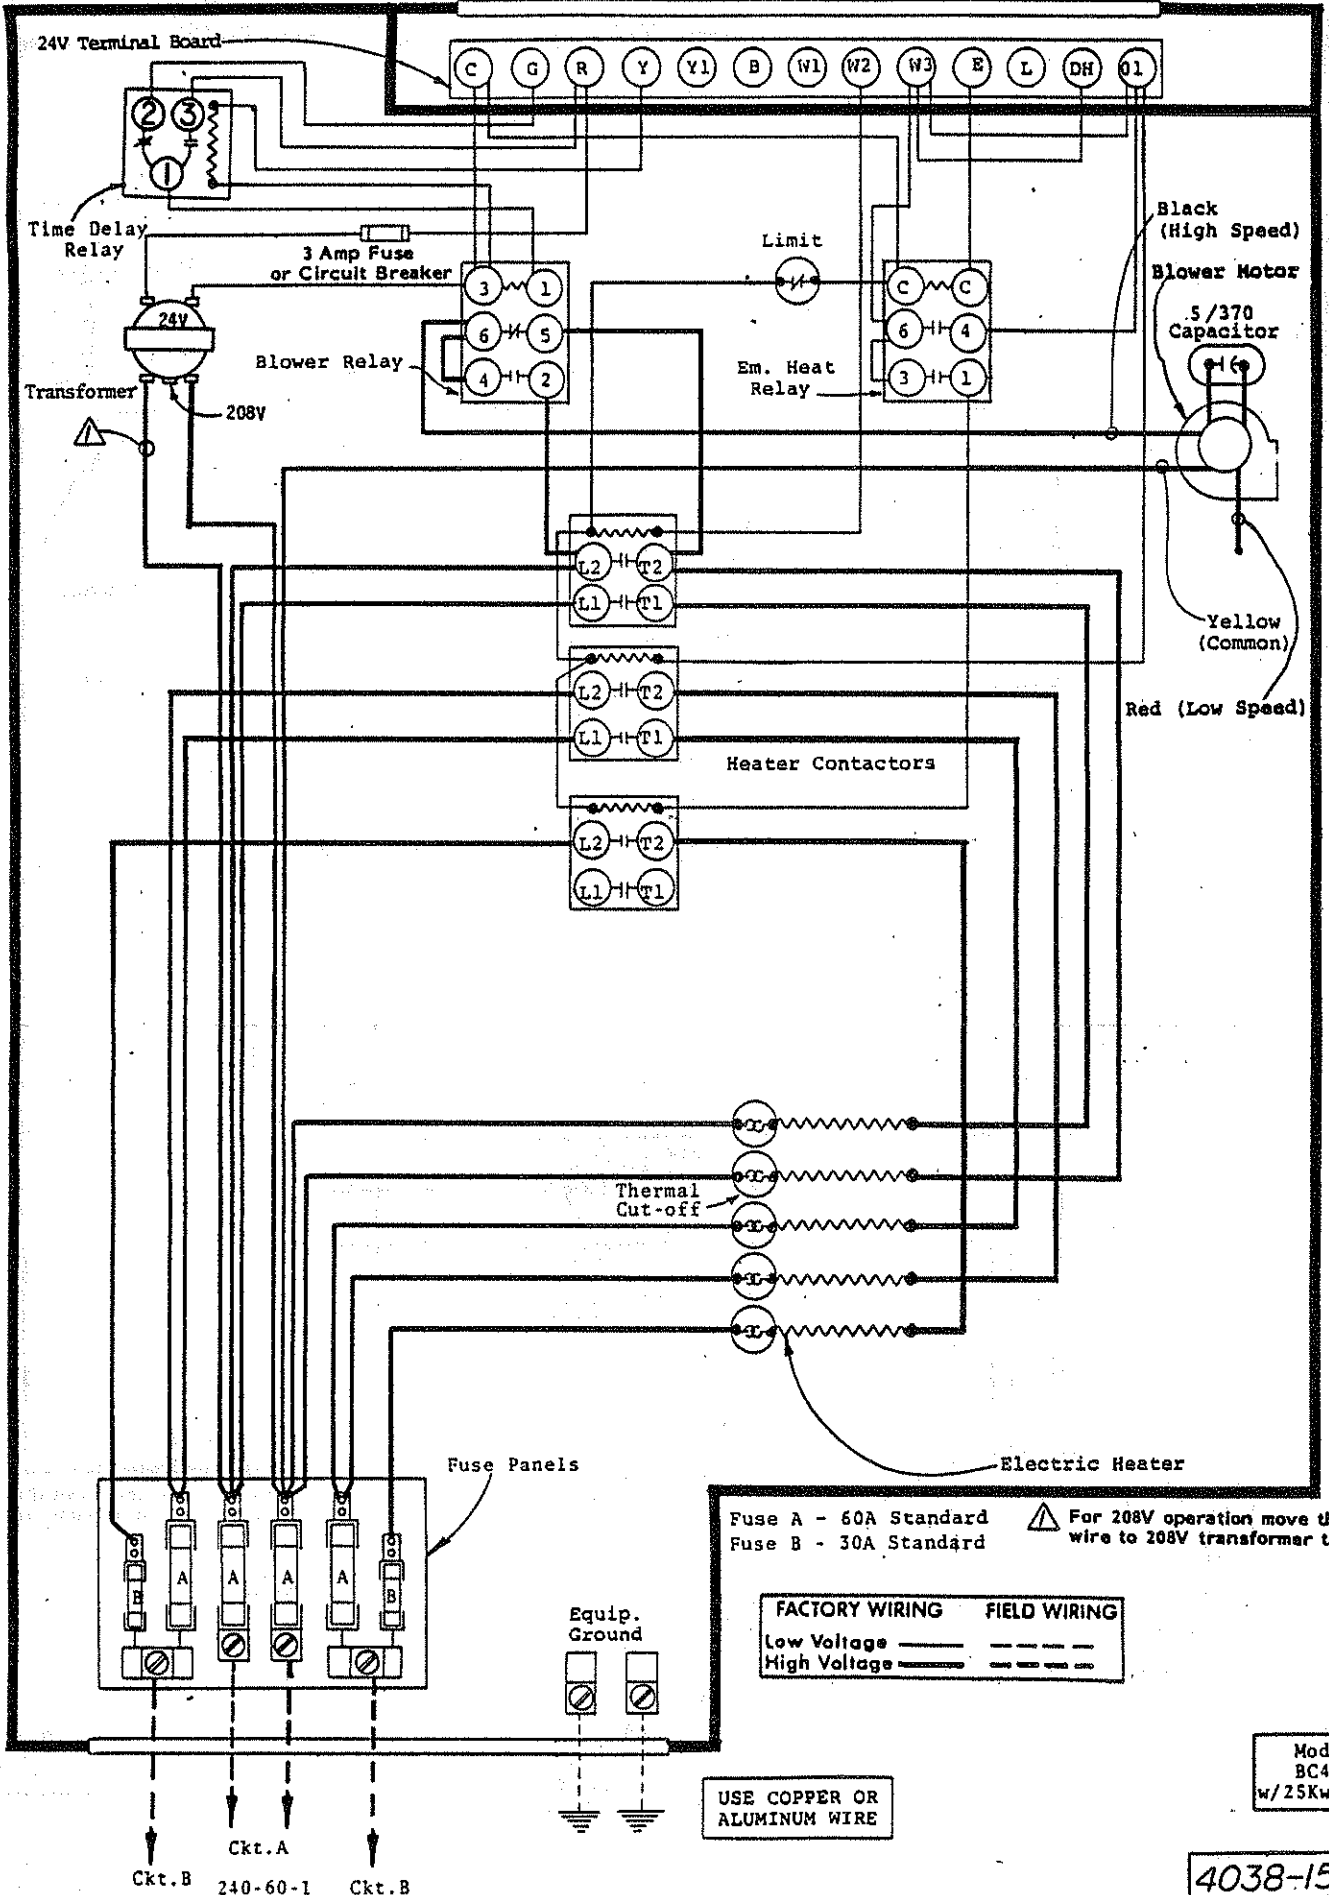 24V Terminal Board
C G R Y Y1 B W1 W2 W3 E L DH 01
2 3
1
Time Delay
Relay
3 Amp Fuse
or Circuit Breaker
24V
Transformer
208V
1
Blower Relay
3 1
6 5
4 2
Limit
Em. Heat
Relay
C C
6 4
3 1
Black
(High Speed)
Blower Motor
5/370
Capacitor
Yellow
(Common)
Red (Low Speed)
L2 T2
L1 T1
L2 T2
L1 T1
Heater Contactors
L2 T2
L1 T1
Thermal
Cut-off
Electric Heater
Fuse Panels
B A A A A B
Fuse A - 60A Standard
Fuse B - 30A Standard
1 For 208V operation move
wire to 208V transformer
FACTORY WIRING FIELD WIRING
Low Voltage
High Voltage
Equip.
Ground
USE COPPER OR
ALUMINUM WIRE
Ckt.B
Ckt.A
240-60-1
Ckt.B
Mod
BC4
w/25Kw
4038-15